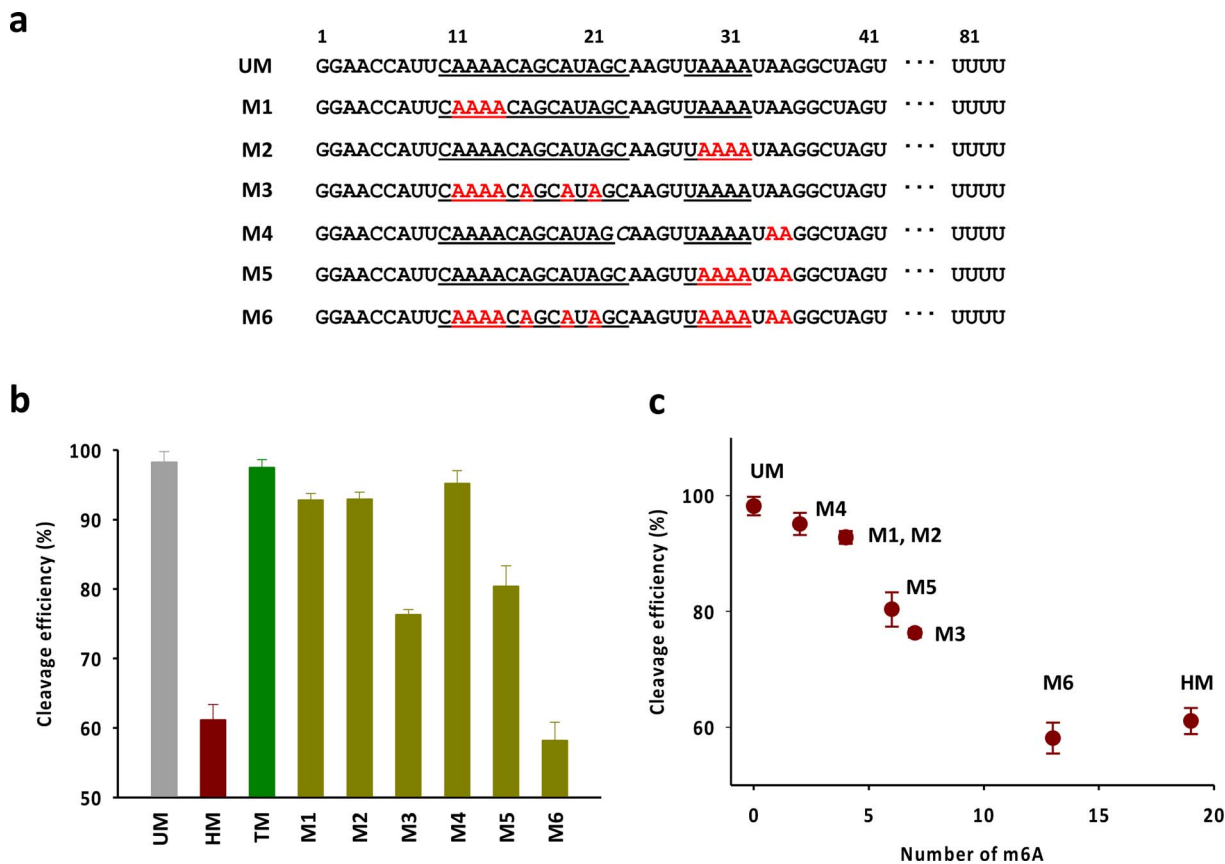 a
1 11 21 31 41 81
UM GGAACCAUUCAAAACAGCAUAGCAAGUUAAAAUAAGGCUAGU ··· UUUU
M1 GGAACCAUUCAAAACAGCAUAGCAAGUUAAAAUAAGGCUAGU ··· UUUU
M2 GGAACCAUUCAAAACAGCAUAGCAAGUUAAAAUAAGGCUAGU ··· UUUU
M3 GGAACCAUUCAAAACAGCAUAGCAAGUUAAAAUAAGGCUAGU ··· UUUU
M4 GGAACCAUUCAAAACAGCAUAGCAAGUUAAAAUAAGGCUAGU ··· UUUU
M5 GGAACCAUUCAAAACAGCAUAGCAAGUUAAAAUAAGGCUAGU ··· UUUU
M6 GGAACCAUUCAAAACAGCAUAGCAAGUUAAAAUAAGGCUAGU ··· UUUU
b
Cleavage efficiency (%)
100
90
80
70
60
50
UM HM TM M1 M2 M3 M4 M5 M6
c
Cleavage efficiency (%)
100
80
60
UM
M4
M1, M2
M5
M3
M6 HM
0 5 10 15 20
Number of m6A